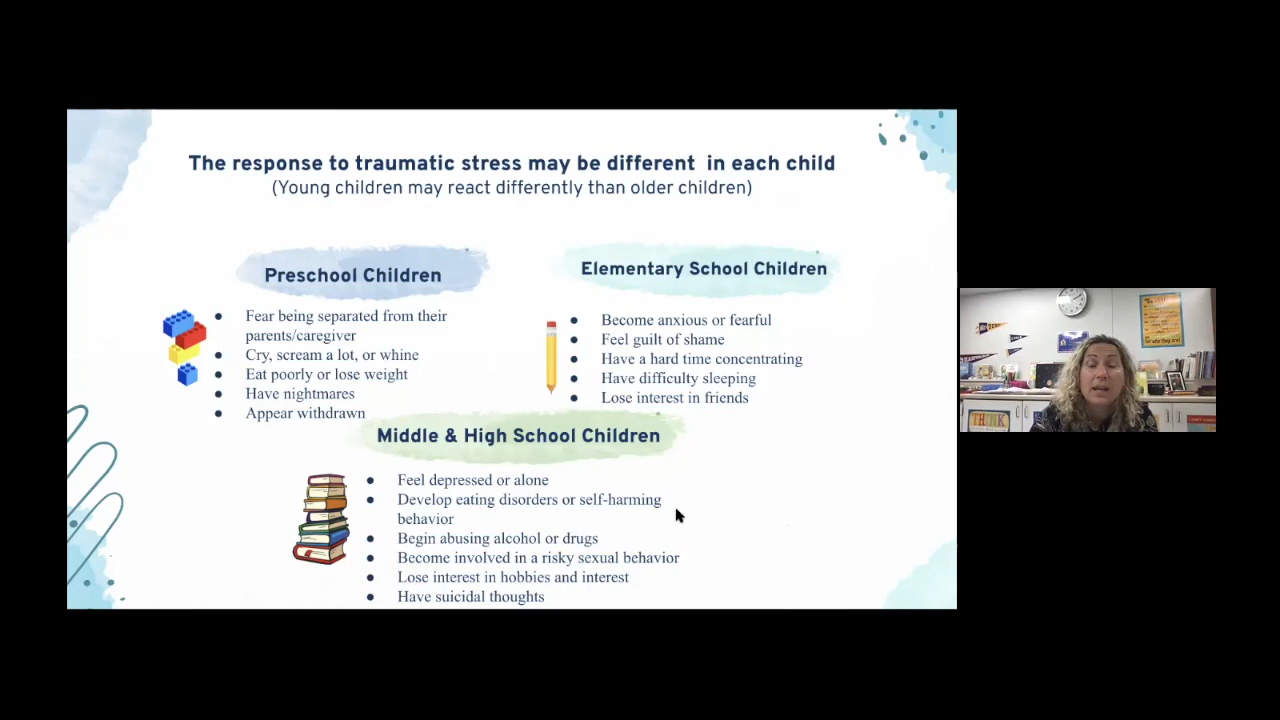 The response to traumatic stress may be different in each child
(Young children may react differently than older children)
Preschool Children
Fear being separated from their
parents/caregiver
Cry, scream a lot, or whine
Eat poorly or lose weight
Have nightmares
Appear withdrawn
Elementary School Children
Become anxious or fearful
Feel guilt of shame
Have a hard time concentrating
Have difficulty sleeping
Lose interest in friends
Middle & High School Children
Feel depressed or alone
Develop eating disorders or self-harming
behavior
Begin abusing alcohol or drugs
Become involved in a risky sexual behavior
Lose interest in hobbies and interest
Have suicidal thoughts
THINK